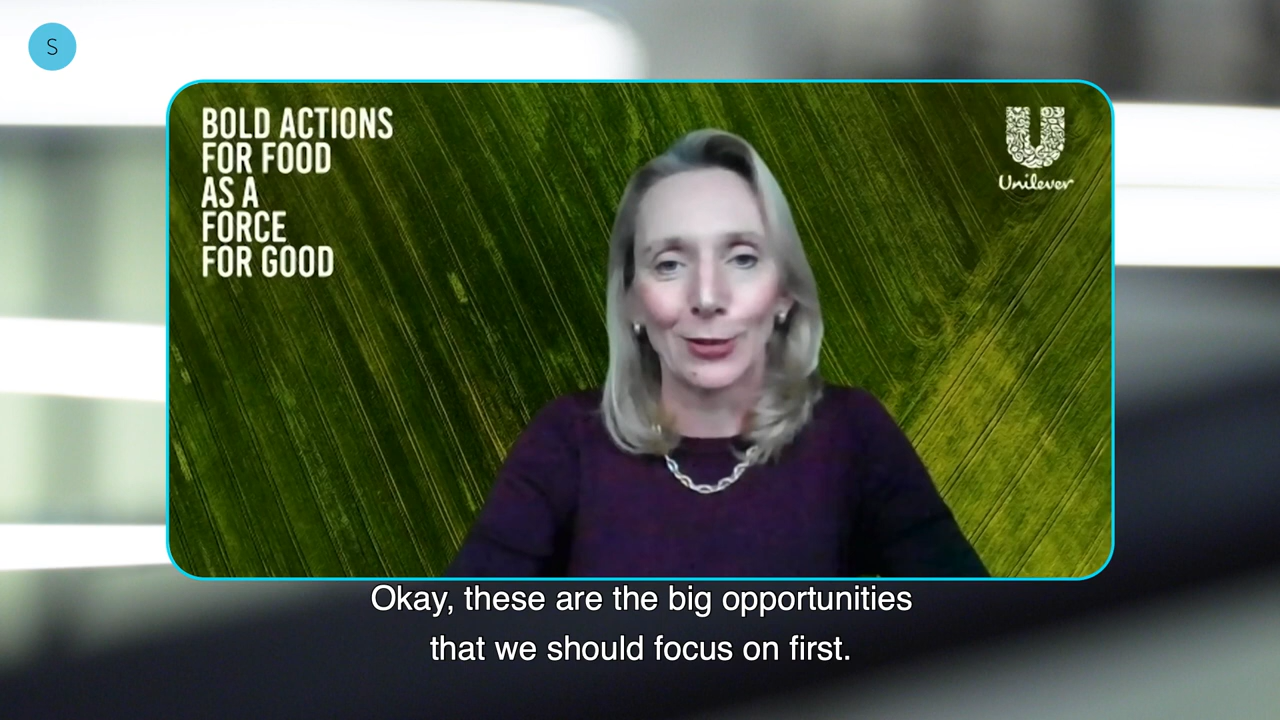 S
BOLD ACTIONS
FOR FOOD
AS A
FORCE
FOR GOOD
U
Unilever
Okay, these are the big opportunities
that we should focus on first.